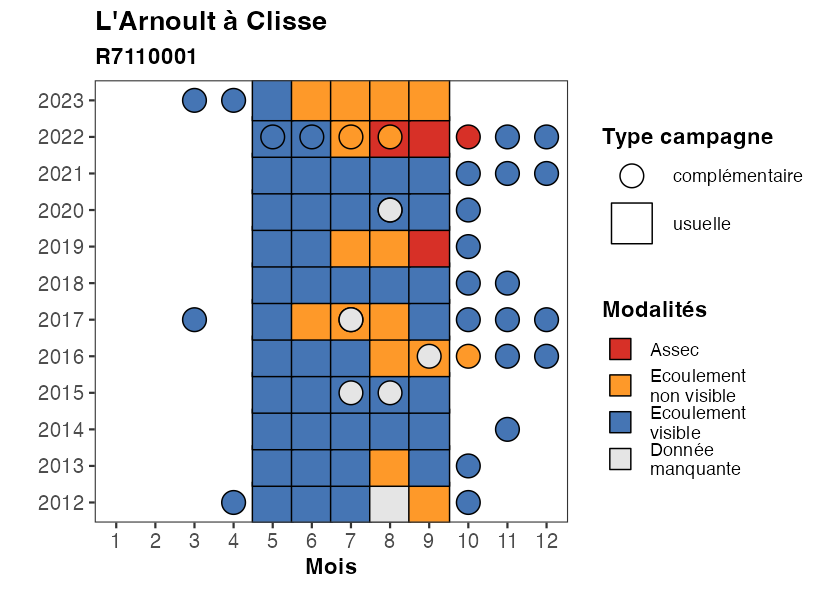 L'Arnoult à Clisse
R7110001
2023
2022
2021
2020
2019
2018
2017
2016
2015
2014
2013
2012
1 2 3 4 5 6 7 8 9 10 11 12
Mois
Type campagne
complémentaire
usuelle
Modalités
Assec
Ecoulement
non visible
Ecoulement
visible
Donnée
manquante